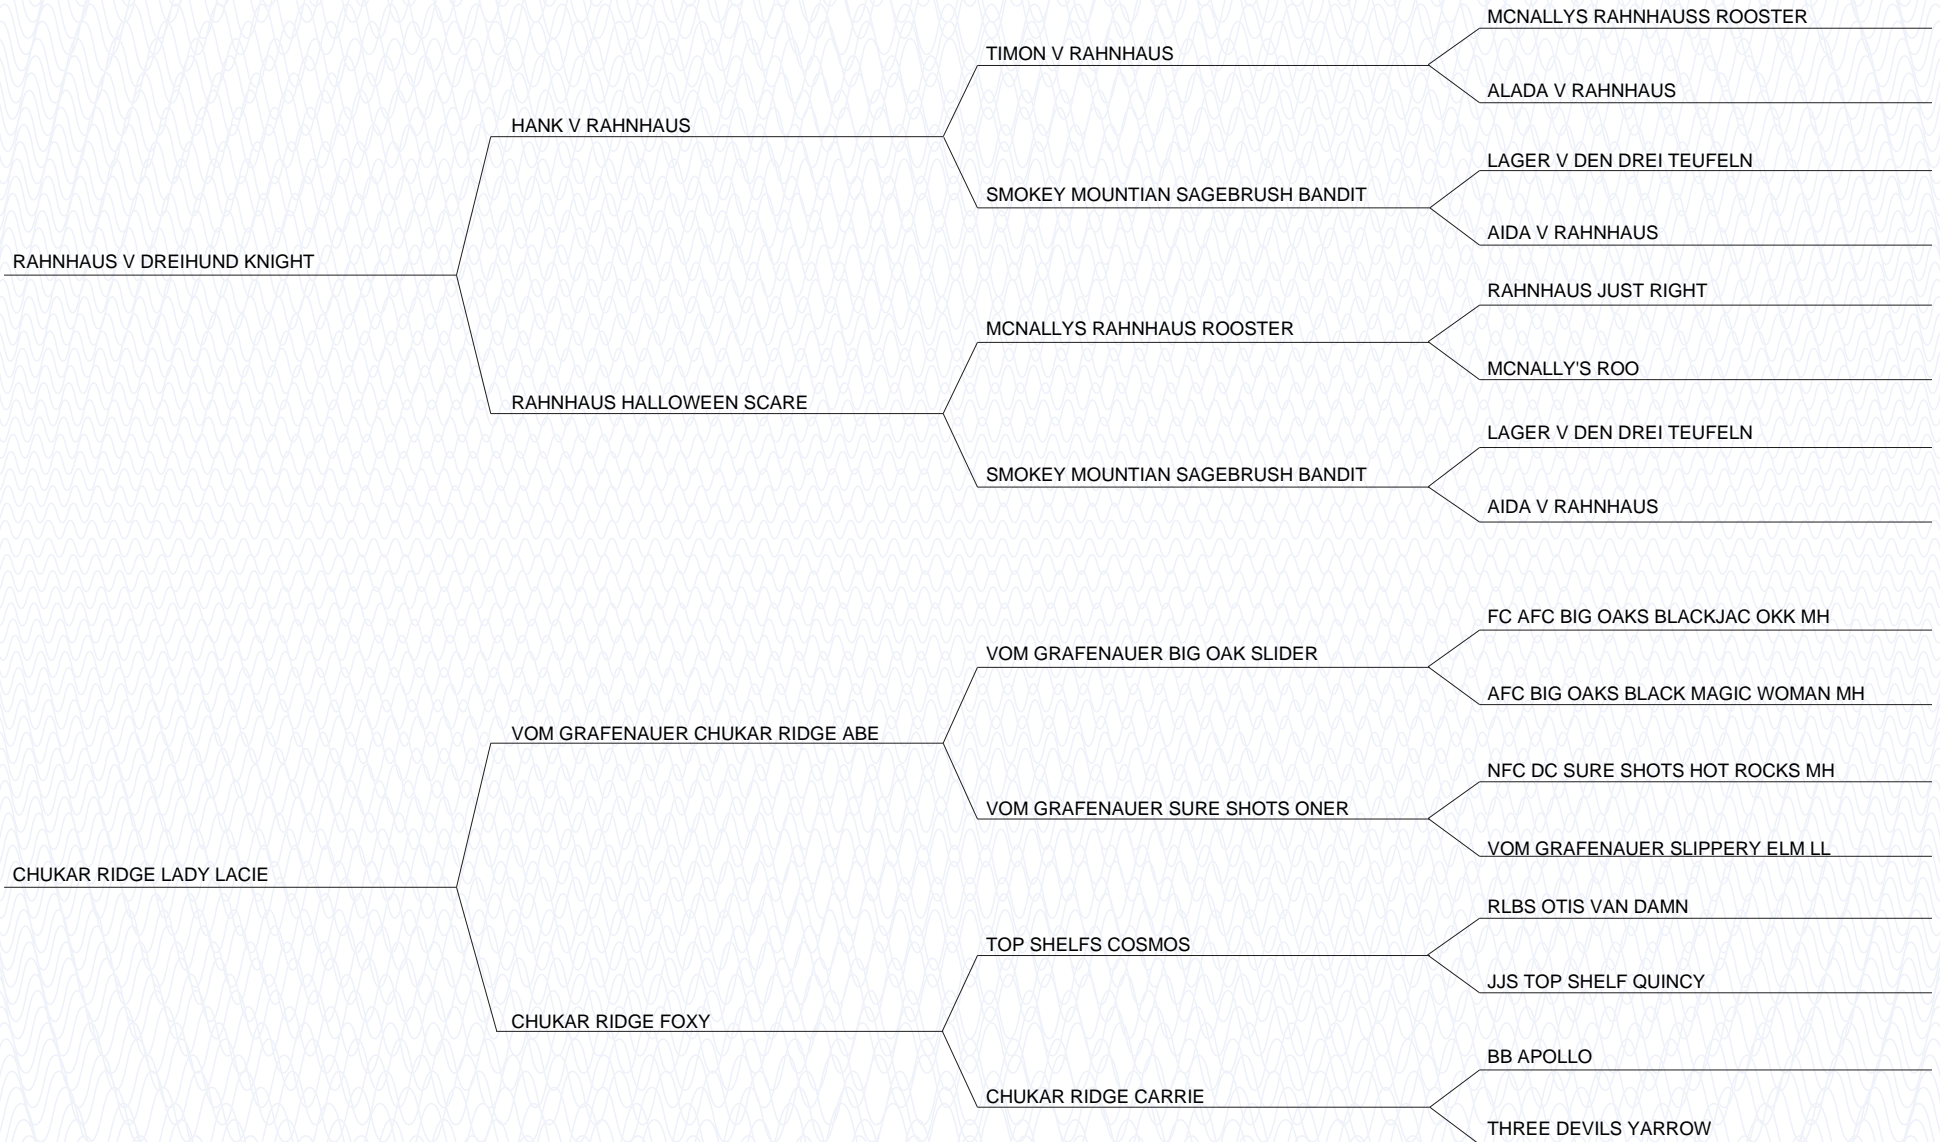 MCNALLYS RAHNHAUSS ROOSTER
TIMON V RAHNHAUS
ALADA V RAHNHAUS
HANK V RAHNHAUS
LAGER V DEN DREI TEUFELN
SMOKEY MOUNTIAN SAGEBRUSH BANDIT
AIDA V RAHNHAUS
RAHNHAUS V DREIHUND KNIGHT
RAHNHAUS JUST RIGHT
MCNALLYS RAHNHAUS ROOSTER
MCNALLY'S ROO
RAHNHAUS HALLOWEEN SCARE
LAGER V DEN DREI TEUFELN
SMOKEY MOUNTIAN SAGEBRUSH BANDIT
AIDA V RAHNHAUS
FC AFC BIG OAKS BLACKJAC OKK MH
VOM GRAFENAUER BIG OAK SLIDER
AFC BIG OAKS BLACK MAGIC WOMAN MH
VOM GRAFENAUER CHUKAR RIDGE ABE
NFC DC SURE SHOTS HOT ROCKS MH
VOM GRAFENAUER SURE SHOTS ONER
VOM GRAFENAUER SLIPPERY ELM LL
CHUKAR RIDGE LADY LACIE
RLBS OTIS VAN DAMN
TOP SHELFS COSMOS
JJS TOP SHELF QUINCY
CHUKAR RIDGE FOXY
BB APOLLO
CHUKAR RIDGE CARRIE
THREE DEVILS YARROW